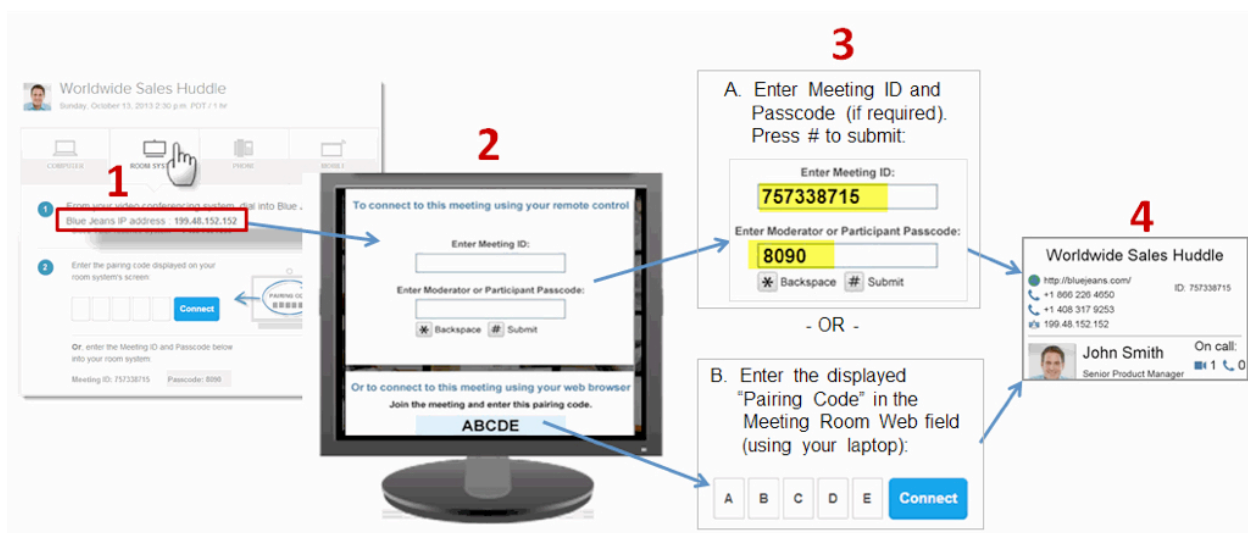 3
Worldwide Sales Huddle
Sunday, October 13, 2013 2:30 p.m. PDT / 1 hr
COMPUTER
ROOM SYST
PHONE
1
1 From your video conferencing system, dial into Blue J
Blue Jeans IP address : 199.48.152.152
2 Enter the pairing code displayed on your
room system's screen
PAIRING CO
Connect
Or, enter the Meeting ID and Passcode below
into your room system
Meeting ID: 757338715 Passcode: 8090
2
To connect to this meeting using your remote control
Enter Meeting ID:
Enter Moderator or Participant Passcode:
* Backspace # Submit
Or to connect to this meeting using your web browser
Join the meeting and enter this pairing code.
ABCDE
A. Enter Meeting ID and
Passcode (if required).
Press # to submit:
Enter Meeting ID:
757338715
Enter Moderator or Participant Passcode:
8090
* Backspace # Submit
- OR -
B. Enter the displayed
"Pairing Code" in the
Meeting Room Web field
(using your laptop):
A B C D E Connect
4
Worldwide Sales Huddle
http://bluejeans.com/
ID: 757338715
+1 866 226 4650
+1 408 317 9253
199.48.152.152
John Smith
Senior Product Manager
On call:
1 0